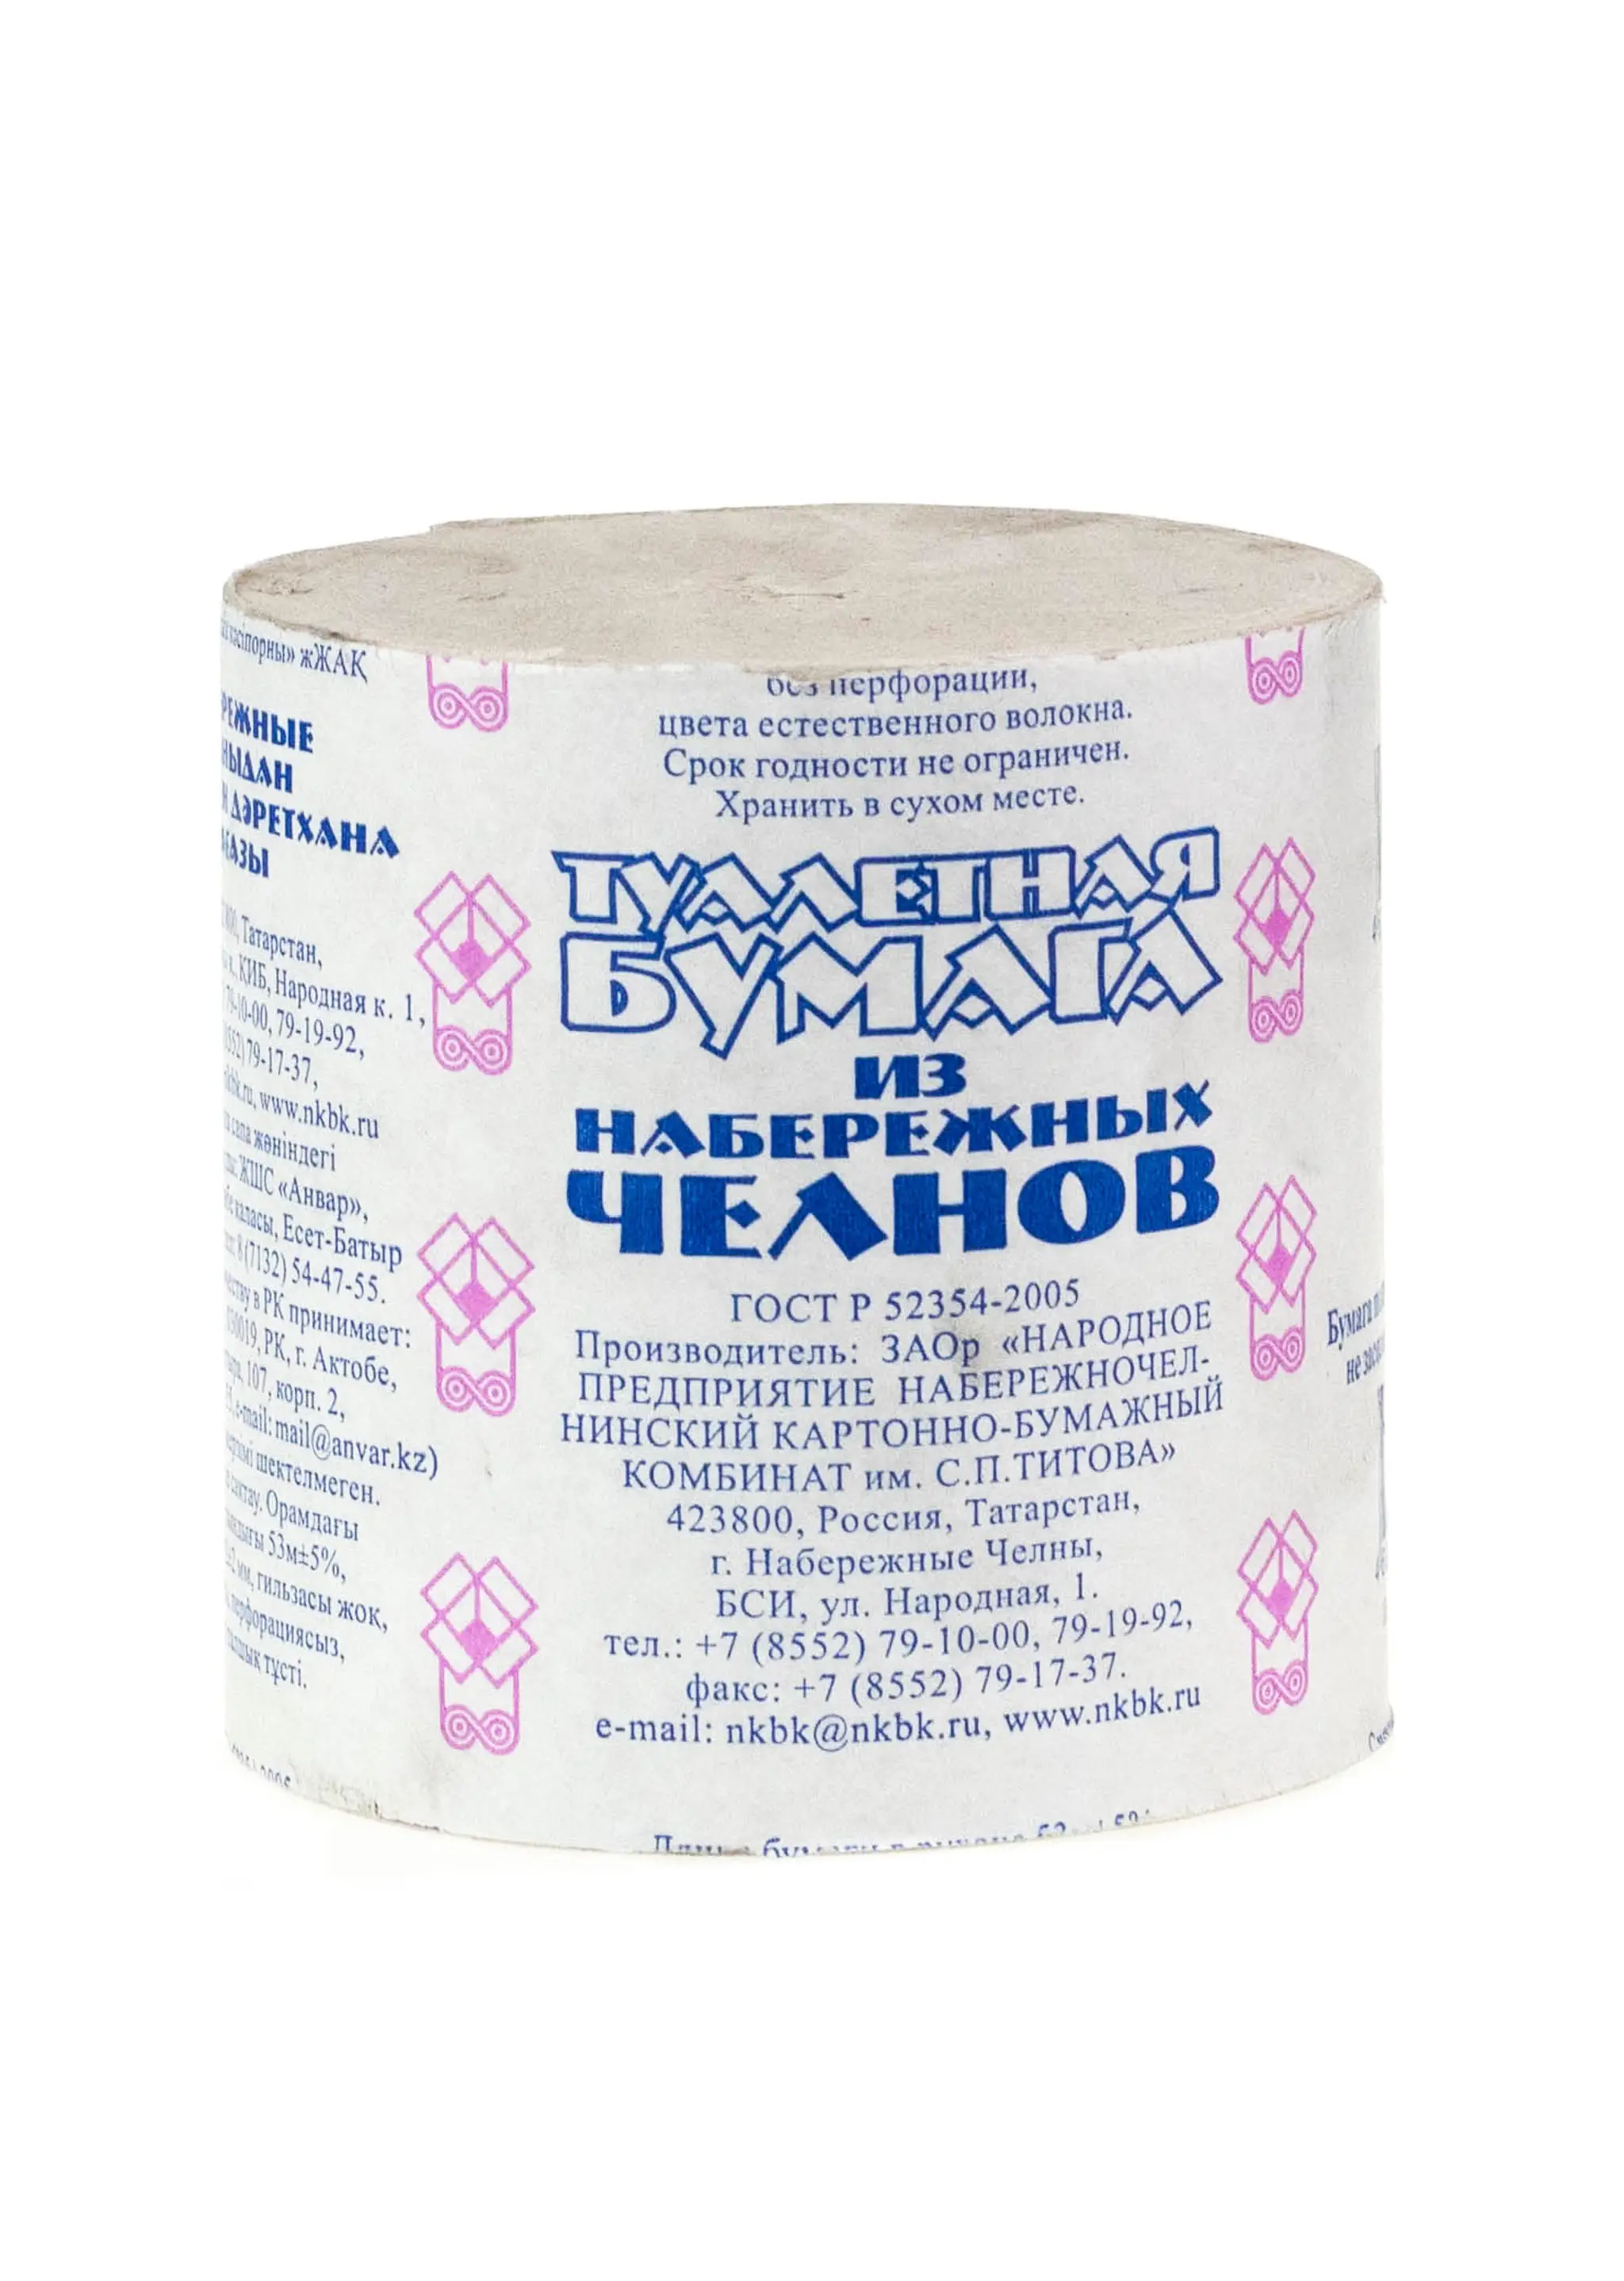 жЖАҚ
ДӘРЕТХАНА
Татарстан,
ҚИБ, Народная к. 1,
79-10-00, 79-19-92,
79-17-37,
www.nkbk.ru
сапа жөніндегі
ЖШС «Анвар»,
қаласы, Есет-Батыр
8 (7132) 54-47-55.
в РК принимает:
030019, РК, г. Актобе,
107, корп. 2,
e-mail: mail@anvar.kz)
шектелмеген.
сақтау. Орамдағы
53м±5%,
гильзасы жоқ,
перфорациясыз,
түсті.
без перфорации,
цвета естественного волокна.
Срок годности не ограничен.
Хранить в сухом месте.
ТУАЛЕТНАЯ
БУМАГА
ИЗ
НАБЕРЕЖНЫХ
ЧЕЛНОВ
ГОСТ Р 52354-2005
Производитель: ЗАОр «НАРОДНОЕ
ПРЕДПРИЯТИЕ НАБЕРЕЖНОЧЕЛ-
НИНСКИЙ КАРТОННО-БУМАЖНЫЙ
КОМБИНАТ им. С.П.ТИТОВА»
423800, Россия, Татарстан,
г. Набережные Челны,
БСИ, ул. Народная, 1.
тел.: +7 (8552) 79-10-00, 79-19-92,
факс: +7 (8552) 79-17-37.
e-mail: nkbk@nkbk.ru, www.nkbk.ru
Бумага
не